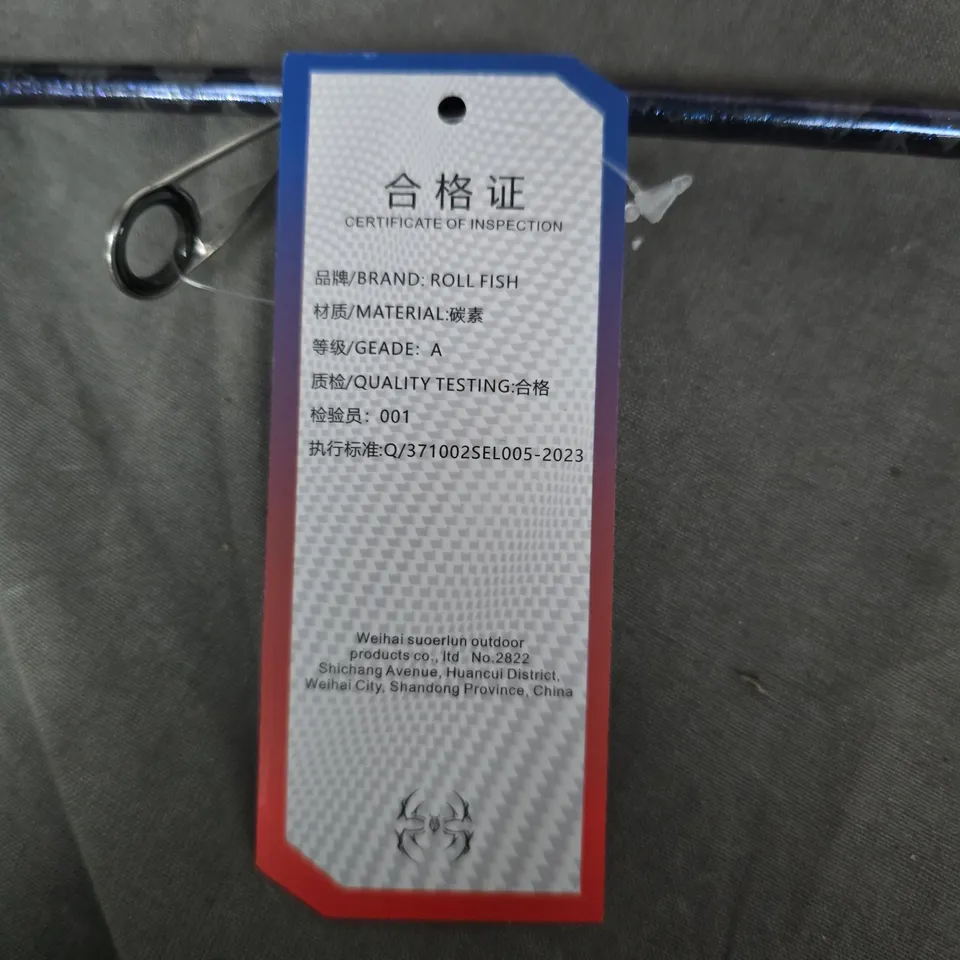 合格证
CERTIFICATE OF INSPECTION
品牌/BRAND: ROLL FISH
材质/MATERIAL:碳素
等级/GEADE: A
质检/QUALITY TESTING:合格
检验员: 001
执行标准:Q/371002SEL005-2023
Weihai suoerlun outdoor
products co., ltd No.2822
Shichang Avenue, Huancui District,
Weihai City, Shandong Province, China